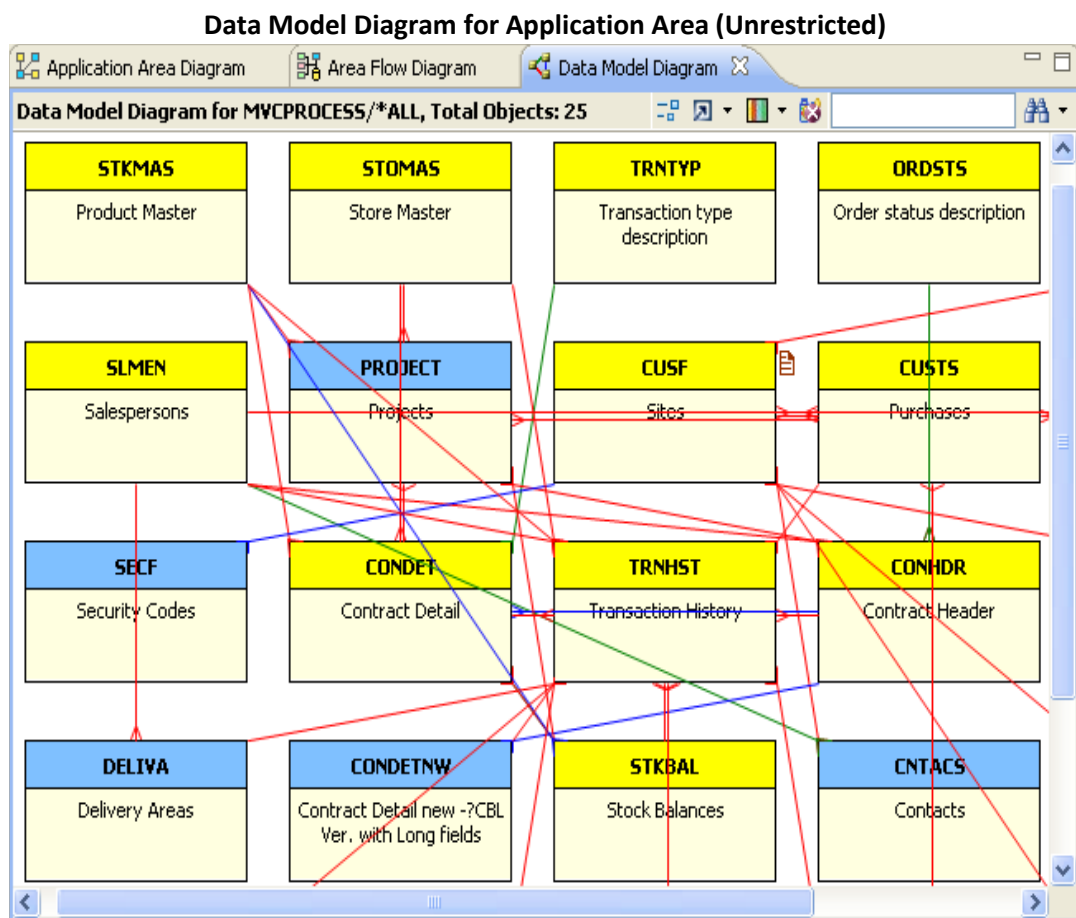 Data Model Diagram for Application Area (Unrestricted)
Application Area Diagram
Area Flow Diagram
Data Model Diagram
Data Model Diagram for MVCPROCESS/*ALL, Total Objects: 25
STKMAS
Product Master
STOMAS
Store Master
TRNTYP
Transaction type
description
ORDSTS
Order status description
SLMEN
Salespersons
PROJECT
Projects
CUSF
Sites
CUSTS
Purchases
SECF
Security Codes
CONDET
Contract Detail
TRNHST
Transaction History
CONHDR
Contract Header
DELIVA
Delivery Areas
CONDETNW
Contract Detail new -?CBL
Ver. with Long fields
STKBAL
Stock Balances
CNTACS
Contacts